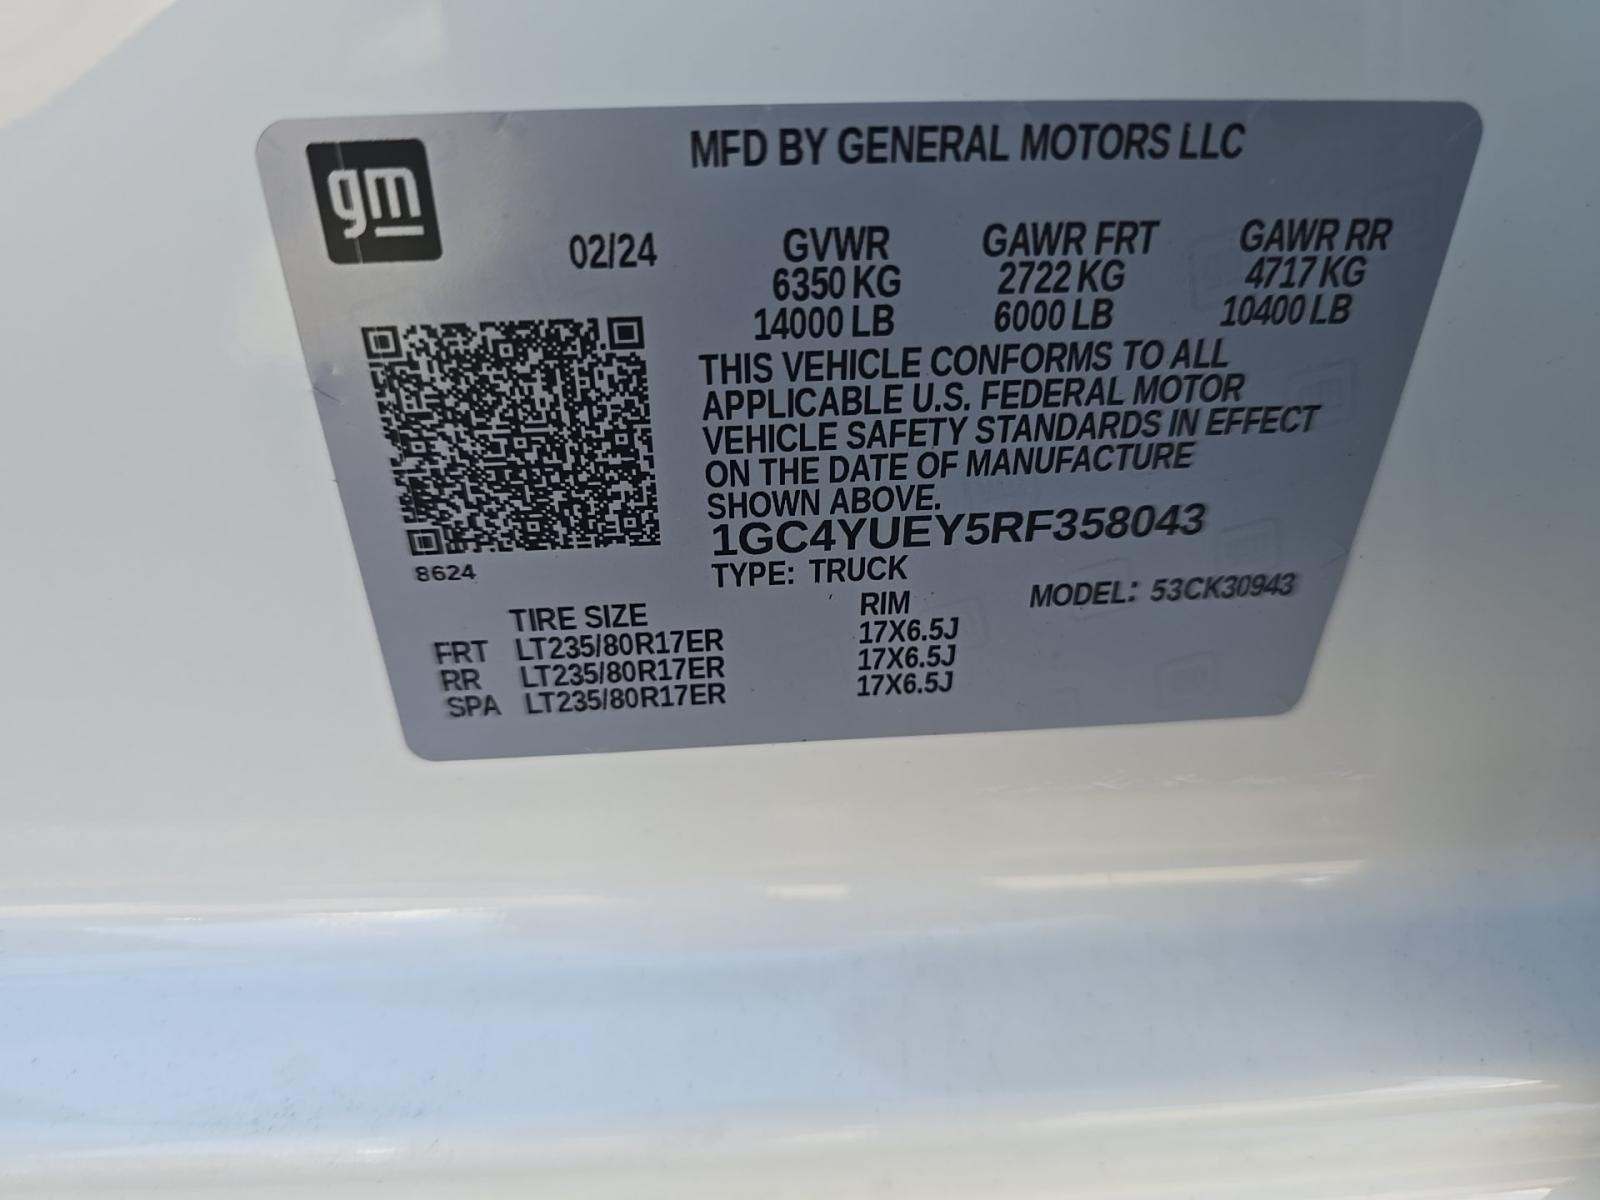 gm
MFD BY GENERAL MOTORS LLC
02/24
GVWR GAWR FRT GAWR RR
6350 KG 2722 KG 4717 KG
14000 LB 6000 LB 10400 LB
THIS VEHICLE CONFORMS TO ALL
APPLICABLE U.S. FEDERAL MOTOR
VEHICLE SAFETY STANDARDS IN EFFECT
ON THE DATE OF MANUFACTURE
SHOWN ABOVE.
1GC4YUEY5RF358043
8624
TYPE: TRUCK MODEL: 53CK30943
TIRE SIZE RIM
FRT LT235/80R17ER 17X6.5J
RR LT235/80R17ER 17X6.5J
SPA LT235/80R17ER 17X6.5J